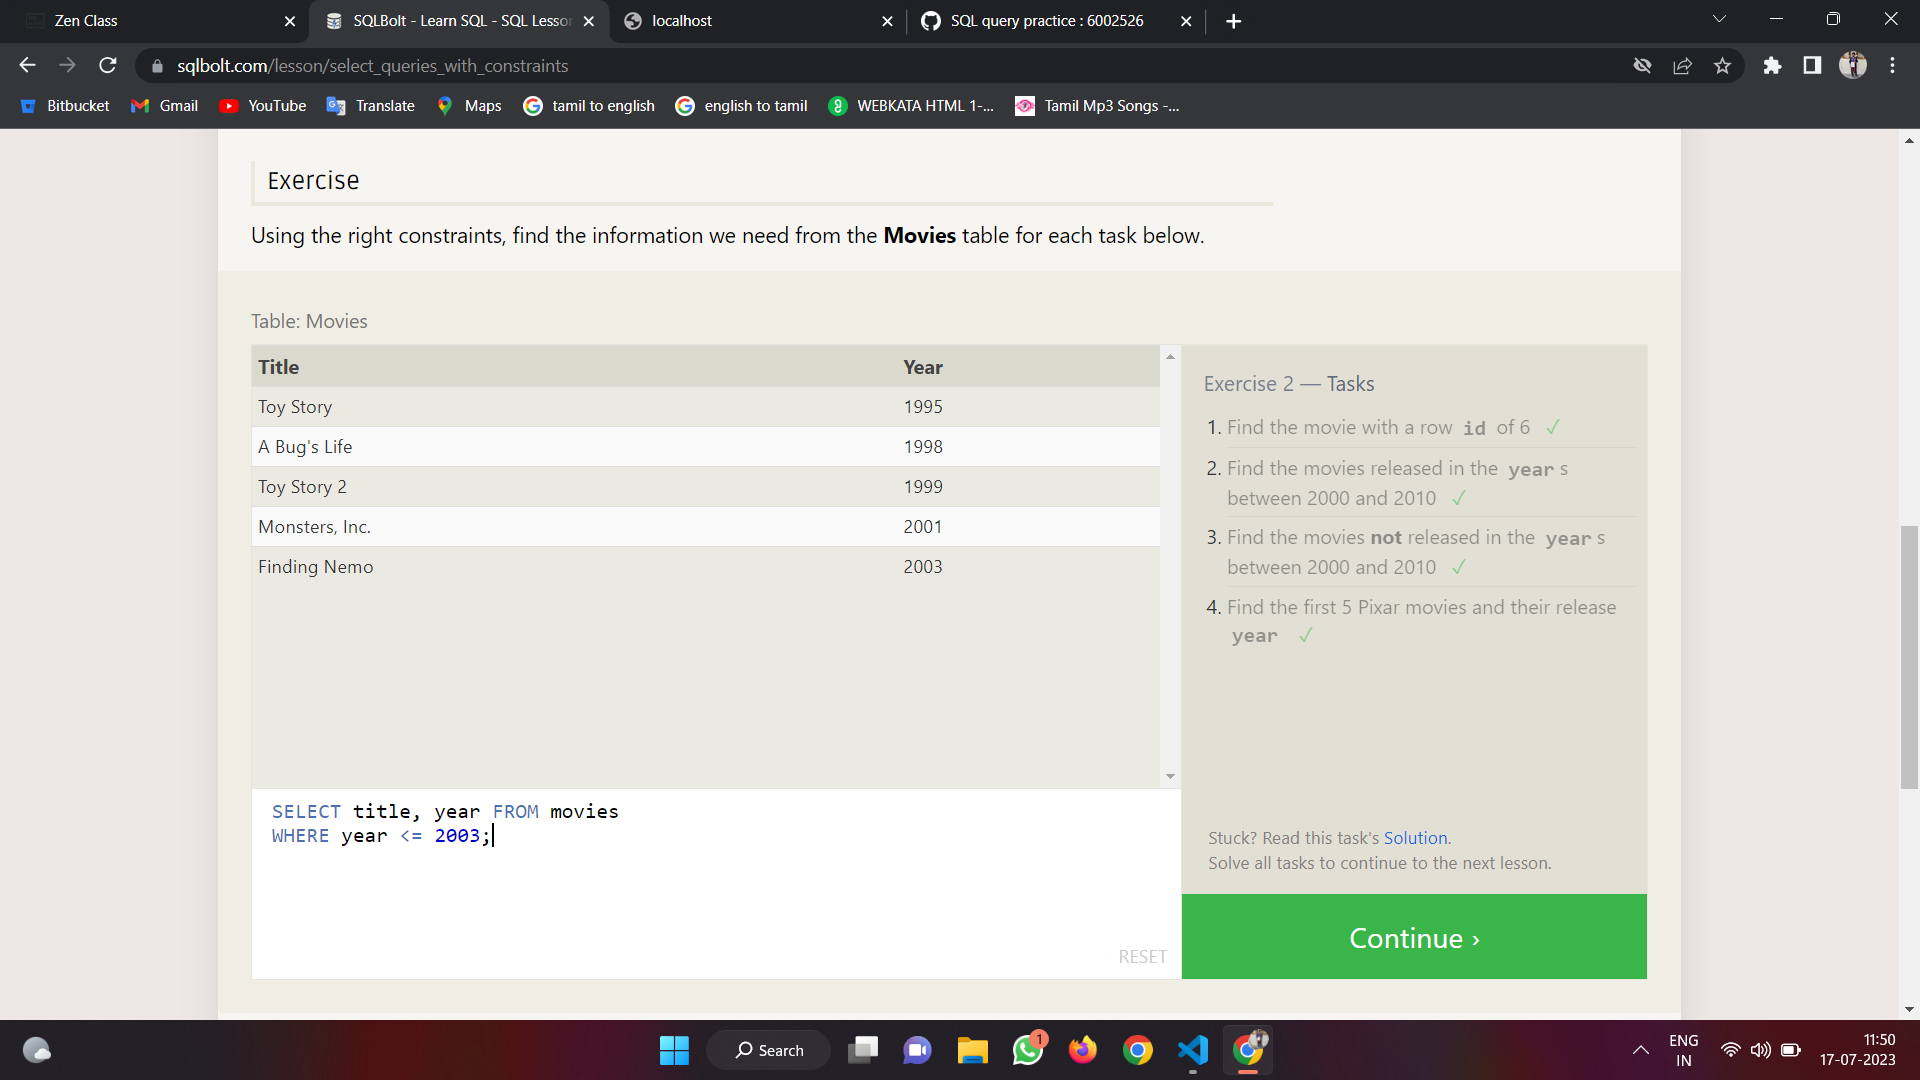 Zen Class
SQLBolt - Learn SQL - SQL Lesson
localhost
SQL query practice : 6002526
sqlbolt.com/lesson/select_queries_with_constraints
Bitbucket
Gmail
YouTube
Translate
Maps
tamil to english
english to tamil
WEBKATA HTML 1-...
Tamil Mp3 Songs -...
Exercise
Using the right constraints, find the information we need from the Movies table for each task below.
Table: Movies
Title Year
Toy Story 1995
A Bug's Life 1998
Toy Story 2 1999
Monsters, Inc. 2001
Finding Nemo 2003
SELECT title, year FROM movies
WHERE year <= 2003;
RESET
Exercise 2 — Tasks
1. Find the movie with a row id of 6 ✓
2. Find the movies released in the year s
between 2000 and 2010 ✓
3. Find the movies not released in the year s
between 2000 and 2010 ✓
4. Find the first 5 Pixar movies and their release
year ✓
Stuck? Read this task's Solution.
Solve all tasks to continue to the next lesson.
Continue ›
Search
1
ENG
IN
11:50
17-07-2023